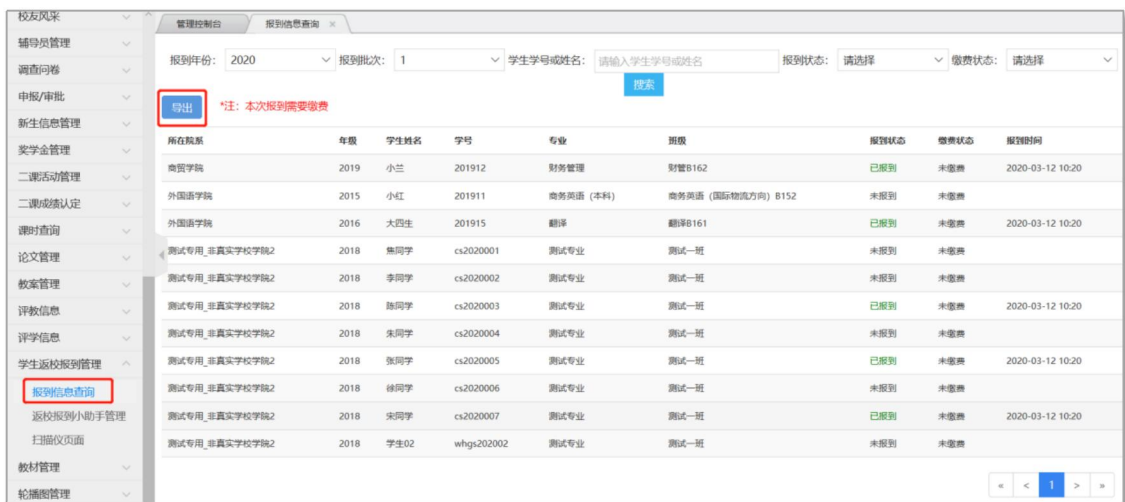 校友风采
辅导员管理
调查问卷
申报/审批
新生信息管理
奖学金管理
二课活动管理
二课成绩认定
课时查询
论文管理
教案管理
评教信息
评学信息
学生返校报到管理
报到信息查询
返校报到小助手管理
扫描仪页面
教材管理
轮播图管理
管理控制台 报到信息查询 ×
报到年份： 2020 报到批次： 1 学生学号或姓名： 请输入学生学号或姓名 报到状态： 请选择 缴费状态： 请选择
搜索
导出 *注：本次报到需要缴费
所在院系 年级 学生姓名 学号 专业 班级 报到状态 缴费状态 报到时间
商贸学院 2019 小兰 201912 财务管理 财管B162 已报到 未缴费 2020-03-12 10:20
外国语学院 2015 小红 201911 商务英语（本科） 商务英语（国际物流方向）B152 未报到 未缴费
外国语学院 2016 大四生 201915 翻译 翻译B161 已报到 未缴费 2020-03-12 10:20
测试专用_非真实学校学院2 2018 焦同学 cs2020001 测试专业 测试一班 未报到 未缴费
测试专用_非真实学校学院2 2018 李同学 cs2020002 测试专业 测试一班 未报到 未缴费
测试专用_非真实学校学院2 2018 陈同学 cs2020003 测试专业 测试一班 已报到 未缴费 2020-03-12 10:20
测试专用_非真实学校学院2 2018 朱同学 cs2020004 测试专业 测试一班 未报到 未缴费
测试专用_非真实学校学院2 2018 张同学 cs2020005 测试专业 测试一班 已报到 未缴费 2020-03-12 10:20
测试专用_非真实学校学院2 2018 徐同学 cs2020006 测试专业 测试一班 未报到 未缴费
测试专用_非真实学校学院2 2018 宋同学 cs2020007 测试专业 测试一班 已报到 未缴费 2020-03-12 10:20
测试专用_非真实学校学院2 2018 学生02 whgs202002 测试专业 测试一班 未报到 未缴费
« < 1 > »